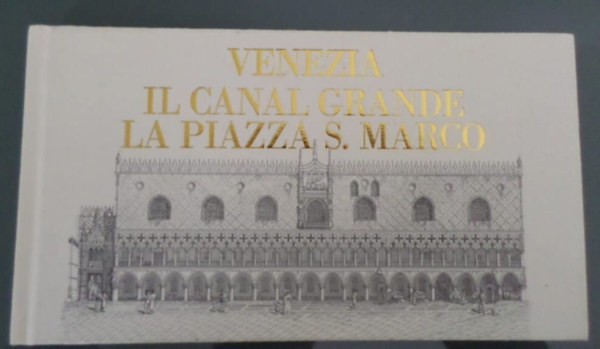 VENEZIA
IL CANAL GRANDE
LA PIAZZA S. MARCO